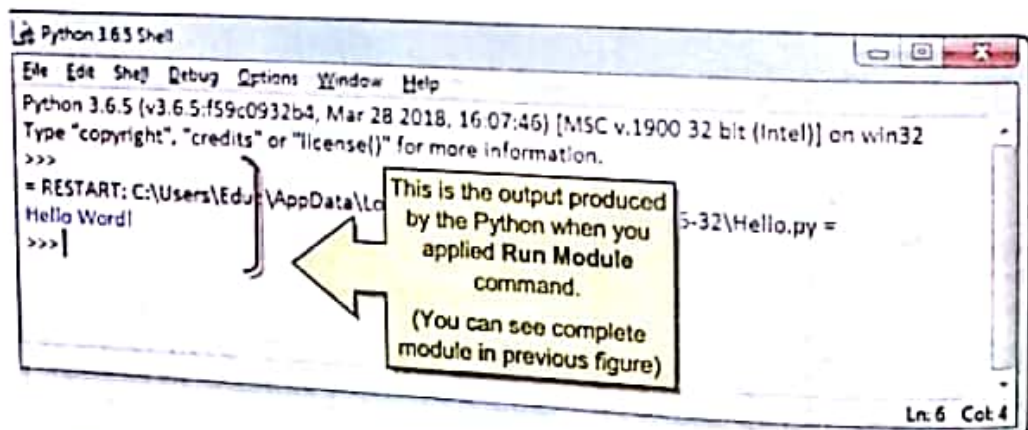 Python 3.6.5 Shell
File Edit Shell Debug Options Window Help
Python 3.6.5 (v3.6.5:f59c0932b4, Mar 28 2018, 16:07:46) [MSC v.1900 32 bit (Intel)] on win32
Type "copyright", "credits" or "license()" for more information.
>>>
= RESTART: C:\Users\Edu \AppData\Lo 5-32\Hello.py =
Hello Word!
>>>
This is the output produced
by the Python when you
applied Run Module
command.
(You can see complete
module in previous figure)
Ln: 6 Col: 4